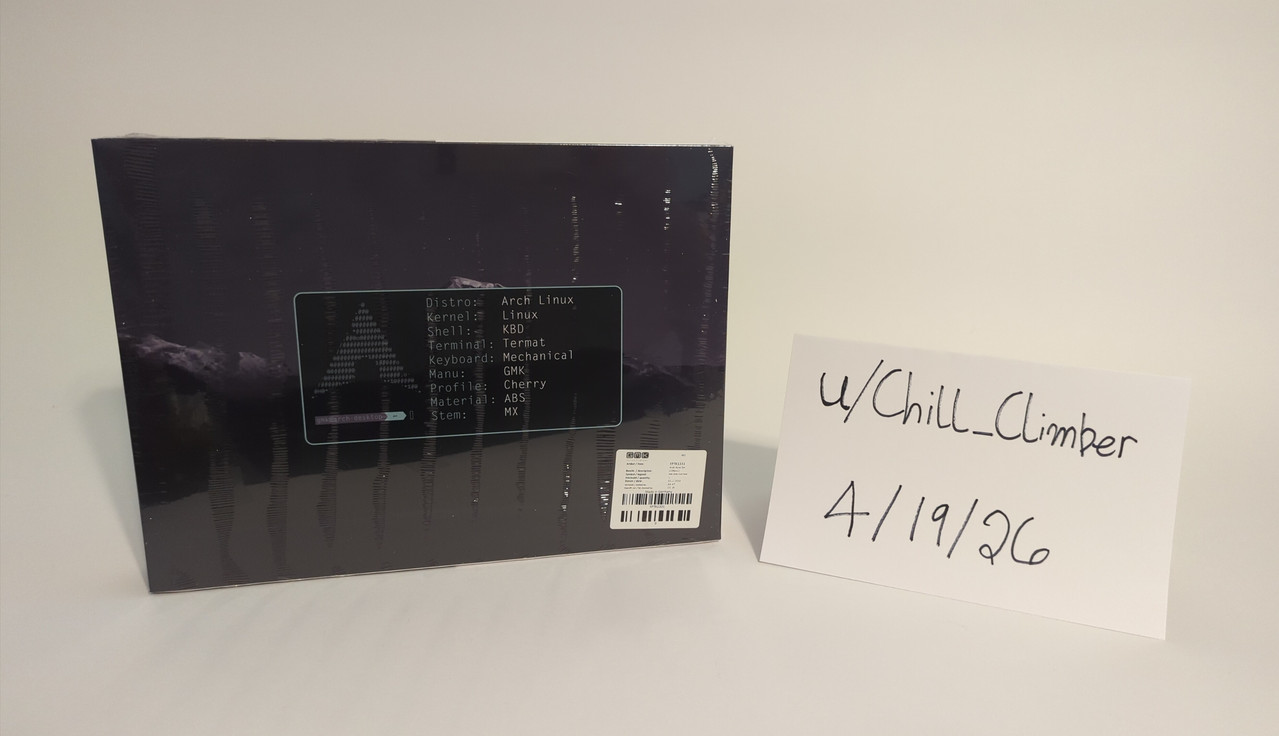 Distro: Arch Linux
Kernel: Linux
Shell: KBD
Terminal: Termat
Keyboard: Mechanical
Manu: GMK
Profile: Cherry
Material: ABS
Stem: MX
GMK
u/Chill_Climber
4/19/26